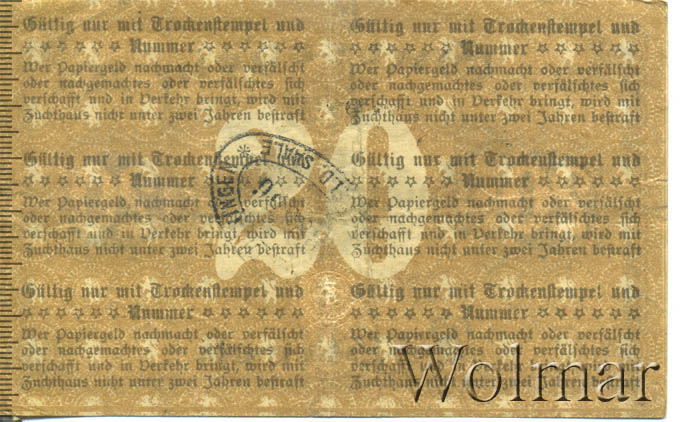 Gültig nur mit Trockenstempel und
Nummer
Wer Papiergeld nachmacht oder verfälscht
oder nachgemachtes oder verfälschtes sich
verschafft und in Verkehr bringt, wird mit
Zuchthaus nicht unter zwei Jahren bestraft
Gültig nur mit Trockenstempel und
Nummer
Wer Papiergeld nachmacht oder verfälscht
oder nachgemachtes oder verfälschtes sich
verschafft und in Verkehr bringt, wird mit
Zuchthaus nicht unter zwei Jahren bestraft
20
Gültig nur mit Trockenstempel und
Nummer
Wer Papiergeld nachmacht oder verfälscht
oder nachgemachtes oder verfälschtes sich
verschafft und in Verkehr bringt, wird mit
Zuchthaus nicht unter zwei Jahren bestraft
Gültig nur mit Trockenstempel und
Nummer
Wer Papiergeld nachmacht oder verfälscht
oder nachgemachtes oder verfälschtes sich
verschafft und in Verkehr bringt, wird mit
Zuchthaus nicht unter zwei Jahren bestraft
Gültig nur mit Trockenstempel und
Nummer
Wer Papiergeld nachmacht oder verfälscht
oder nachgemachtes oder verfälschtes sich
verschafft und in Verkehr bringt, wird mit
Zuchthaus nicht unter zwei Jahren bestraft
Gültig nur mit Trockenstempel und
Nummer
Wer Papiergeld nachmacht oder verfälscht
oder nachgemachtes oder verfälschtes sich
verschafft und in Verkehr bringt, wird mit
Zuchthaus nicht unter zwei Jahren bestraft
Wolmar